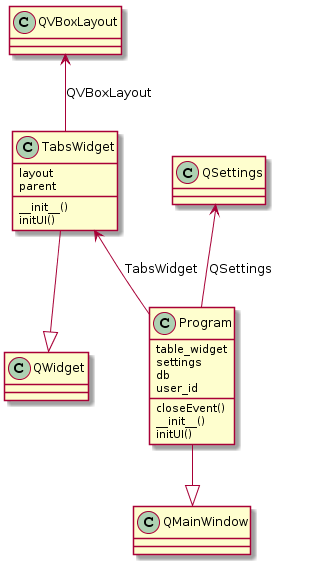 C QVBoxLayout
QVBoxLayout
C TabsWidget
layout
parent
__init__()
initUI()
C QSettings
TabsWidget
QSettings
C Program
table_widget
settings
db
user_id
closeEvent()
__init__()
initUI()
C QWidget
C QMainWindow